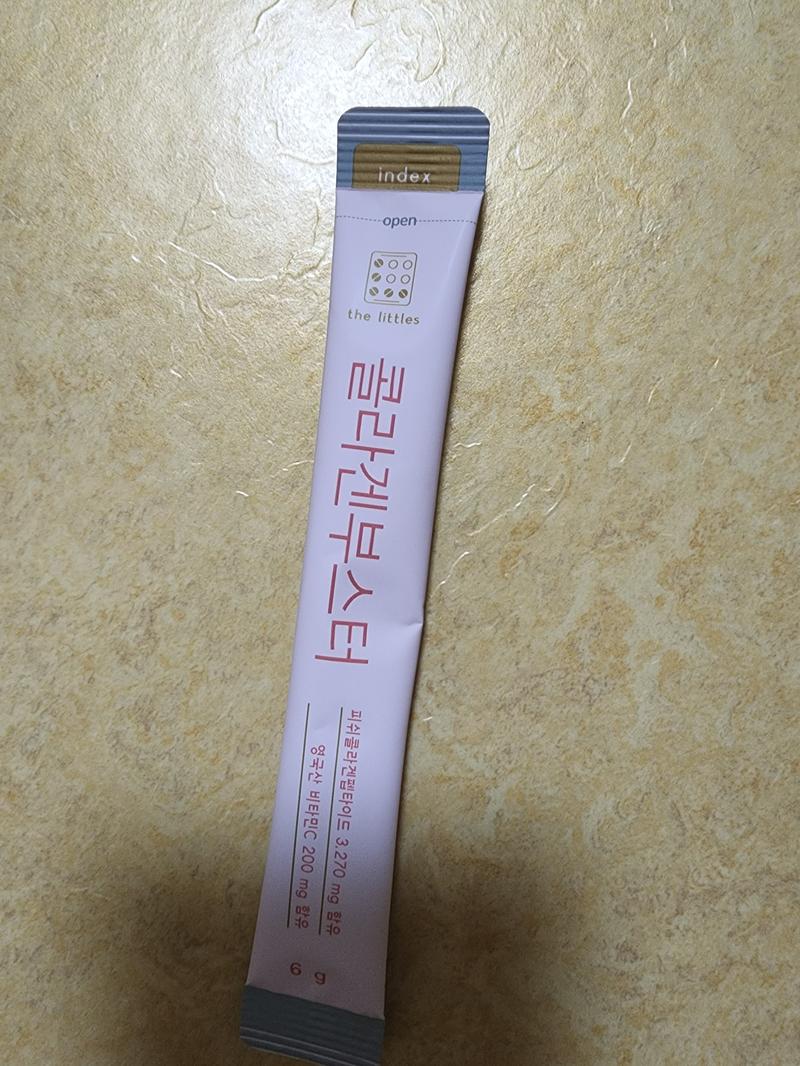 index
open
the littles
콜라겐부스터
피쉬콜라겐펩타이드 3,270 mg 함유
영국산 비타민C 200 mg 함유
6 g